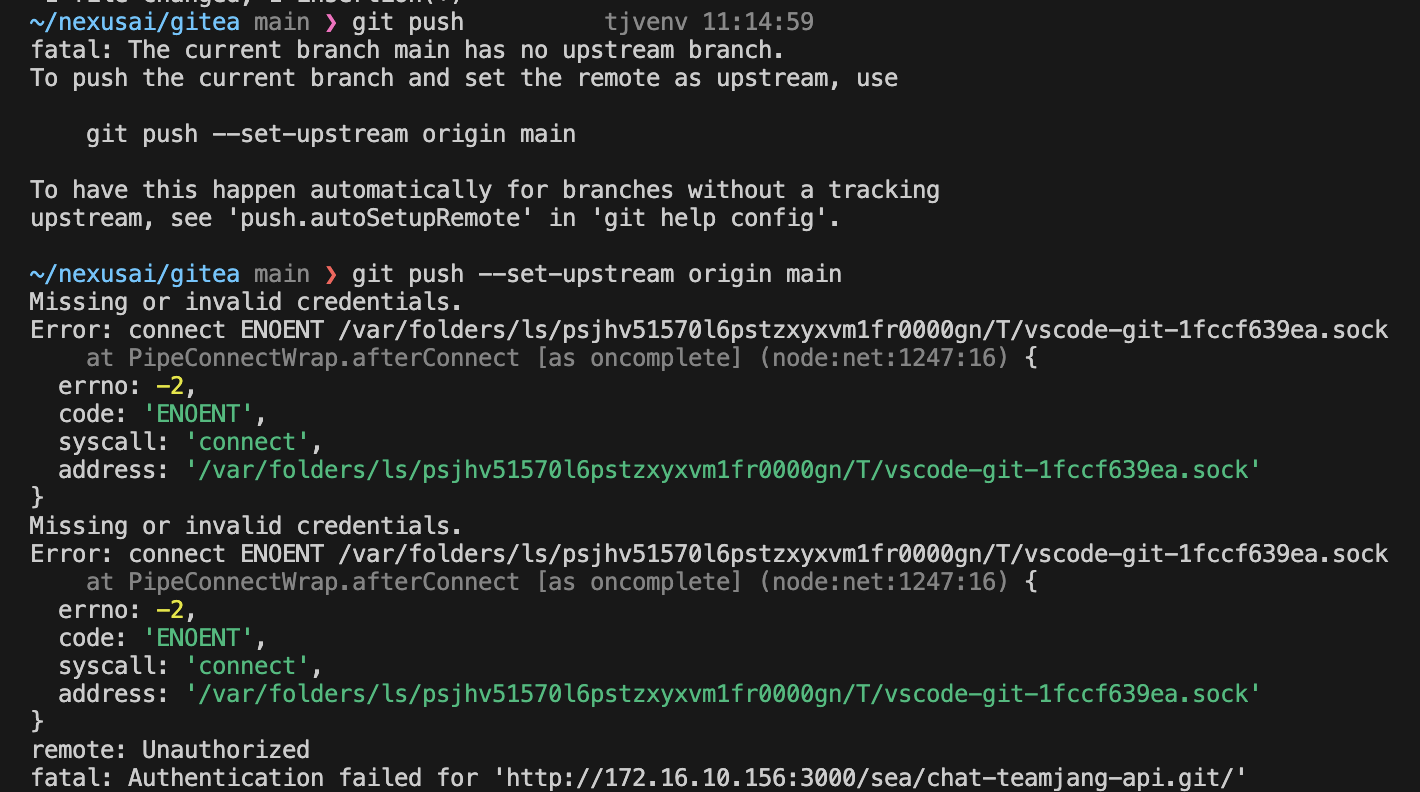 ~/nexusai/gitea main ❯ git push tjvenv 11:14:59
fatal: The current branch main has no upstream branch.
To push the current branch and set the remote as upstream, use
git push --set-upstream origin main
To have this happen automatically for branches without a tracking
upstream, see 'push.autoSetupRemote' in 'git help config'.
~/nexusai/gitea main ❯ git push --set-upstream origin main
Missing or invalid credentials.
Error: connect ENOENT /var/folders/ls/psjhv51570l6pstzxyxvm1fr0000gn/T/vscode-git-1fccf639ea.sock
at PipeConnectWrap.afterConnect [as oncomplete] (node:net:1247:16) {
errno: -2,
code: 'ENOENT',
syscall: 'connect',
address: '/var/folders/ls/psjhv51570l6pstzxyxvm1fr0000gn/T/vscode-git-1fccf639ea.sock'
}
Missing or invalid credentials.
Error: connect ENOENT /var/folders/ls/psjhv51570l6pstzxyxvm1fr0000gn/T/vscode-git-1fccf639ea.sock
at PipeConnectWrap.afterConnect [as oncomplete] (node:net:1247:16) {
errno: -2,
code: 'ENOENT',
syscall: 'connect',
address: '/var/folders/ls/psjhv51570l6pstzxyxvm1fr0000gn/T/vscode-git-1fccf639ea.sock'
}
remote: Unauthorized
fatal: Authentication failed for 'http://172.16.10.156:3000/sea/chat-teamjang-api.git/'